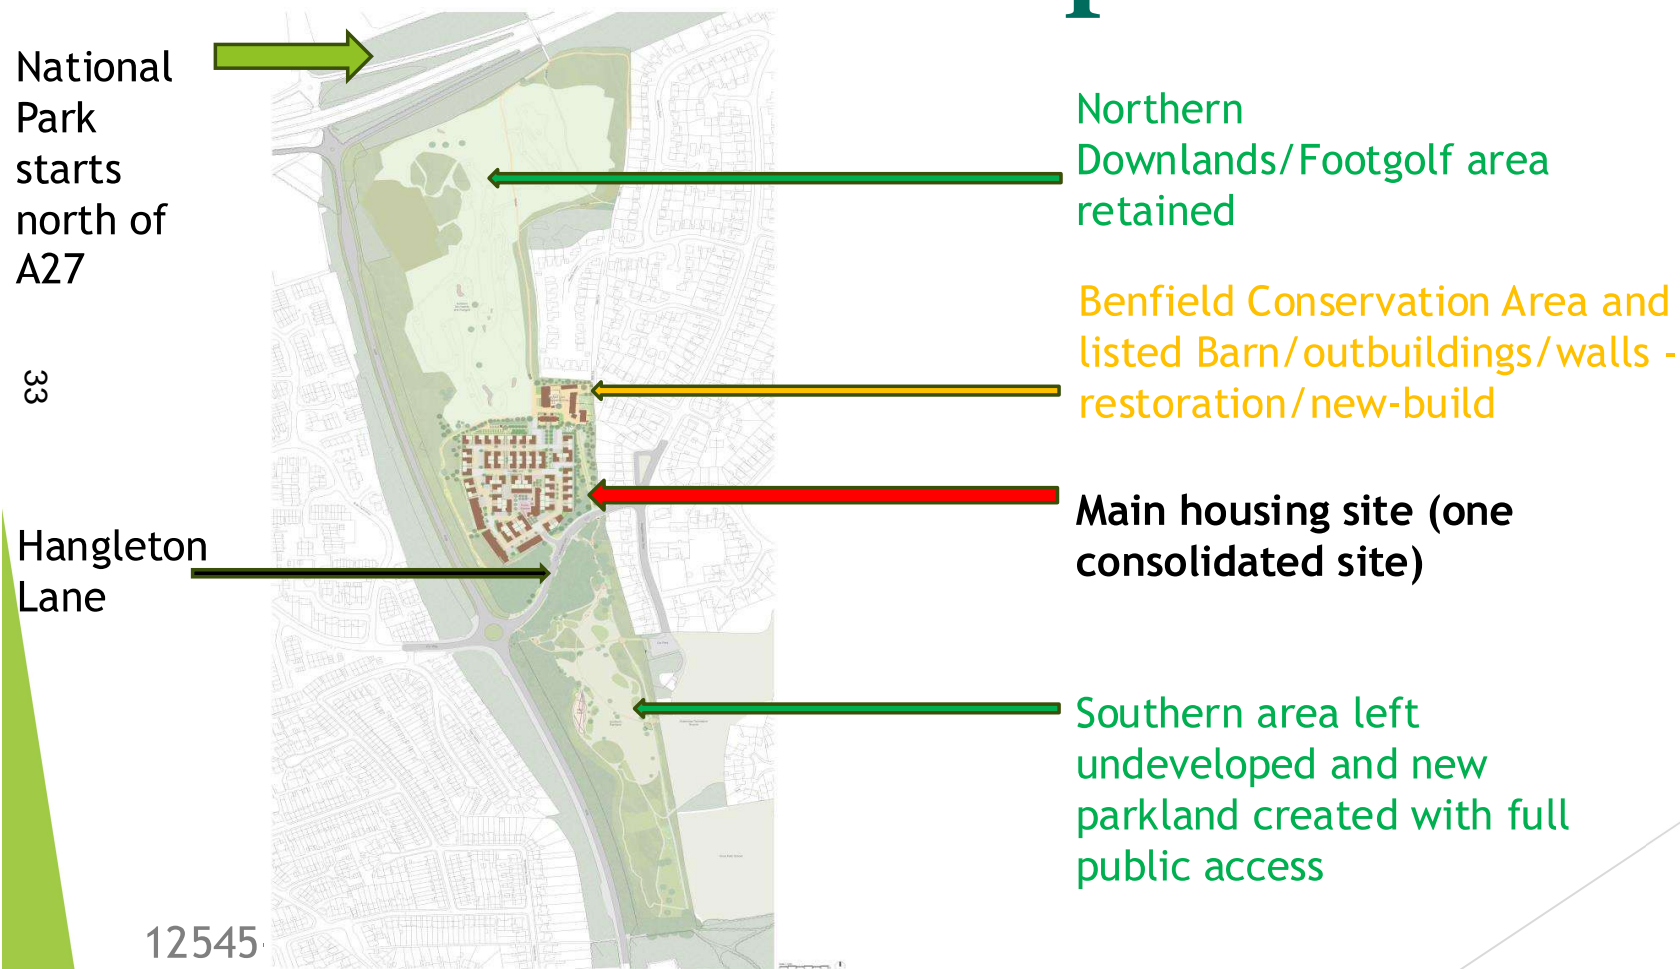 National
Park
starts
north of
A27
33
Hangleton
Lane
12545
Northern
Downlands/Footgolf area
retained
Benfield Conservation Area and
listed Barn/outbuildings/walls -
restoration/new-build
Main housing site (one
consolidated site)
Southern area left
undeveloped and new
parkland created with full
public access